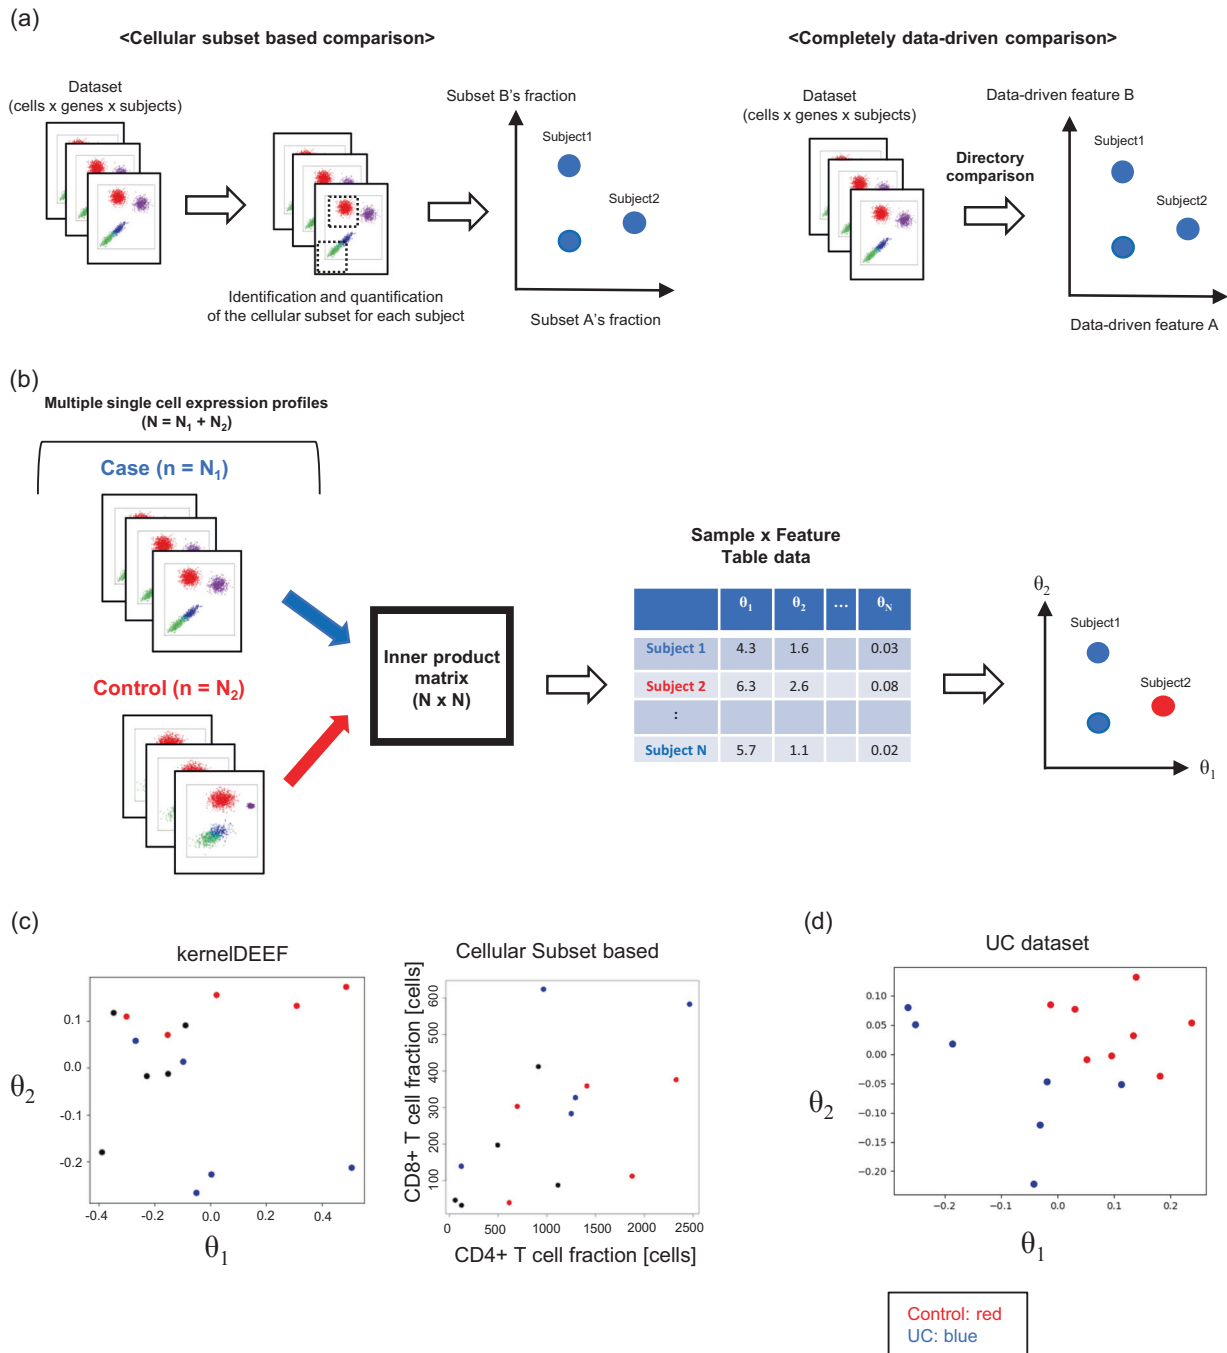 (a)
<Cellular subset based comparison>
<Completely data-driven comparison>
Dataset
(cells x genes x subjects)
Identification and quantification
of the cellular subset for each subject
Subset B's fraction
Subject1
Subject2
Subset A's fraction
Dataset
(cells x genes x subjects)
Directory
comparison
Data-driven feature B
Subject1
Subject2
Data-driven feature A
(b)
Multiple single cell expression profiles
(N = N₁ + N₂)
Case (n = N₁)
Control (n = N₂)
Inner product
matrix
(N x N)
Sample x Feature
Table data
θ₁ θ₂ ... θN
Subject 1 4.3 1.6 0.03
Subject 2 6.3 2.6 0.08
:
Subject N 5.7 1.1 0.02
θ₂
Subject1
Subject2
θ₁
(c)
kernelDEEF
0.1
0.0
-0.1
-0.2
θ₂
-0.4 -0.2 0.0 0.2 0.4
θ₁
Cellular Subset based
CD8+ T cell fraction [cells]
600
500
400
300
200
100
0 500 1000 1500 2000 2500
CD4+ T cell fraction [cells]
(d)
UC dataset
0.10
0.05
0.00
-0.05
-0.10
-0.15
-0.20
θ₂
-0.2 -0.1 0.0 0.1 0.2
θ₁
Control: red
UC: blue